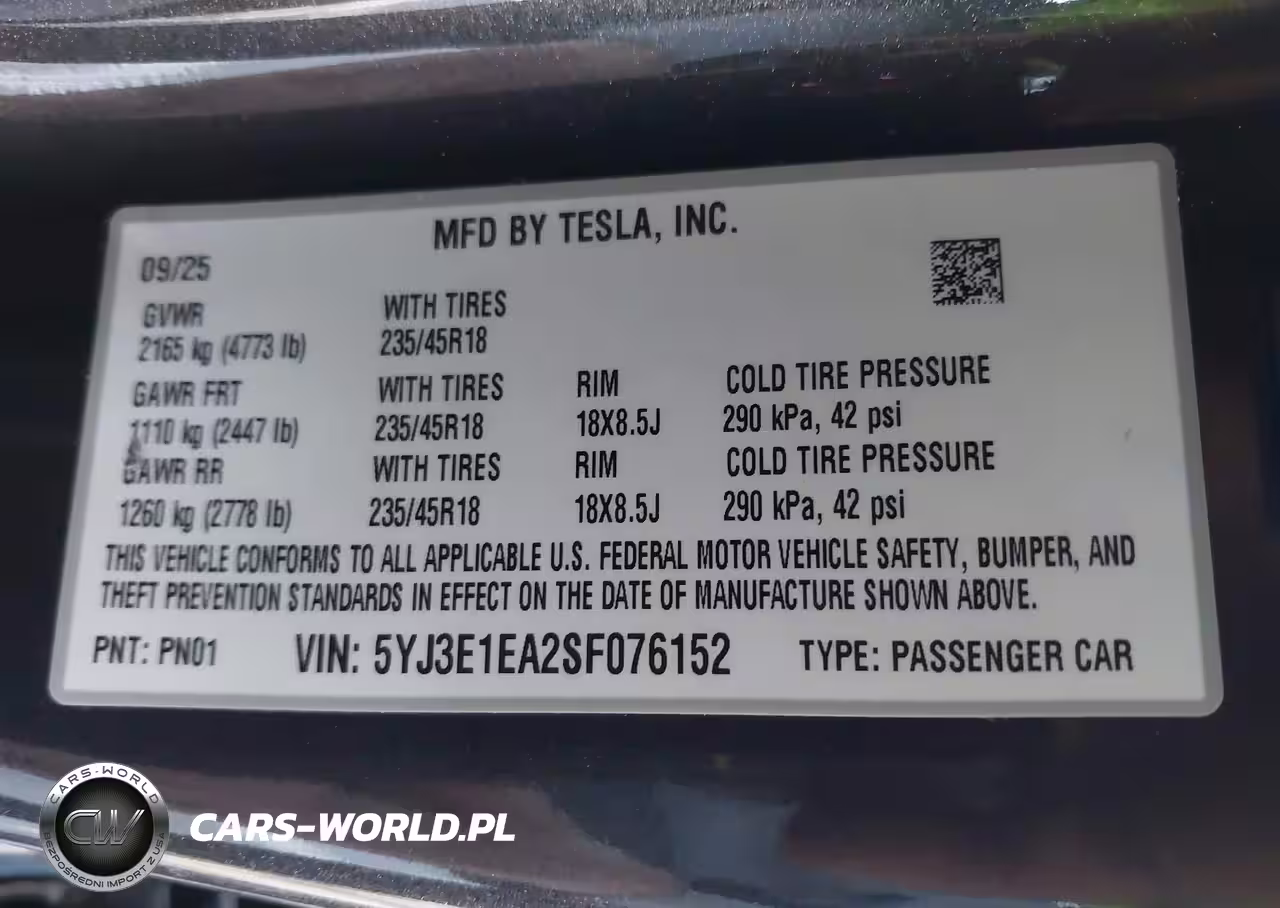 MFD BY TESLA, INC.
09/25
GVWR WITH TIRES
2165 kg (4773 lb) 235/45R18
GAWR FRT WITH TIRES RIM COLD TIRE PRESSURE
1110 kg (2447 lb) 235/45R18 18X8.5J 290 kPa, 42 psi
GAWR RR WITH TIRES RIM COLD TIRE PRESSURE
1260 kg (2778 lb) 235/45R18 18X8.5J 290 kPa, 42 psi
THIS VEHICLE CONFORMS TO ALL APPLICABLE U.S. FEDERAL MOTOR VEHICLE SAFETY, BUMPER, AND
THEFT PREVENTION STANDARDS IN EFFECT ON THE DATE OF MANUFACTURE SHOWN ABOVE.
PNT: PN01 VIN: 5YJ3E1EA2SF076152 TYPE: PASSENGER CAR
CARS-WORLD
CW
BEZPOŚREDNI IMPORT Z USA
CARS-WORLD.PL